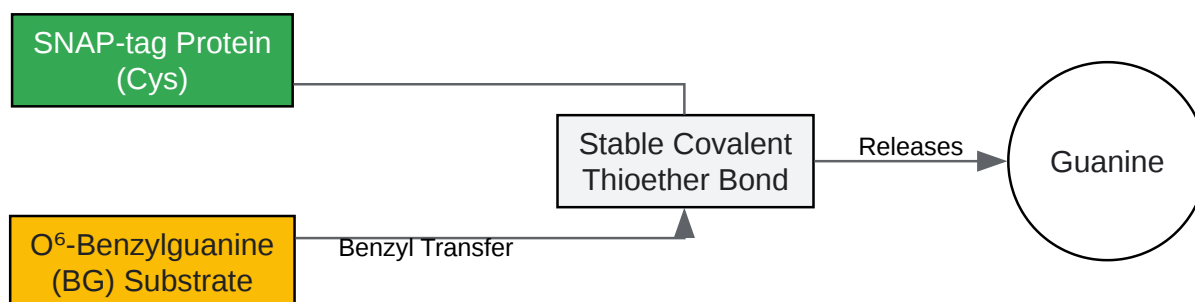 SNAP-tag Protein
(Cys)
Stable Covalent
Thioether Bond
Releases
Guanine
O⁶-Benzylguanine
(BG) Substrate
Benzyl Transfer